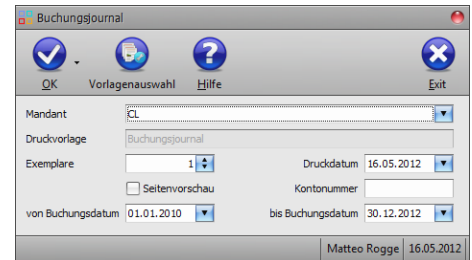 Buchungsjournal
OK Vorlagenauswahl Hilfe Exit
Mandant CL
Druckvorlage Buchungsjournal
Exemplare 1 Druckdatum 16.05.2012
Seitenvorschau Kontonummer
von Buchungsdatum 01.01.2010 bis Buchungsdatum 30.12.2012
Matteo Rogge 16.05.2012